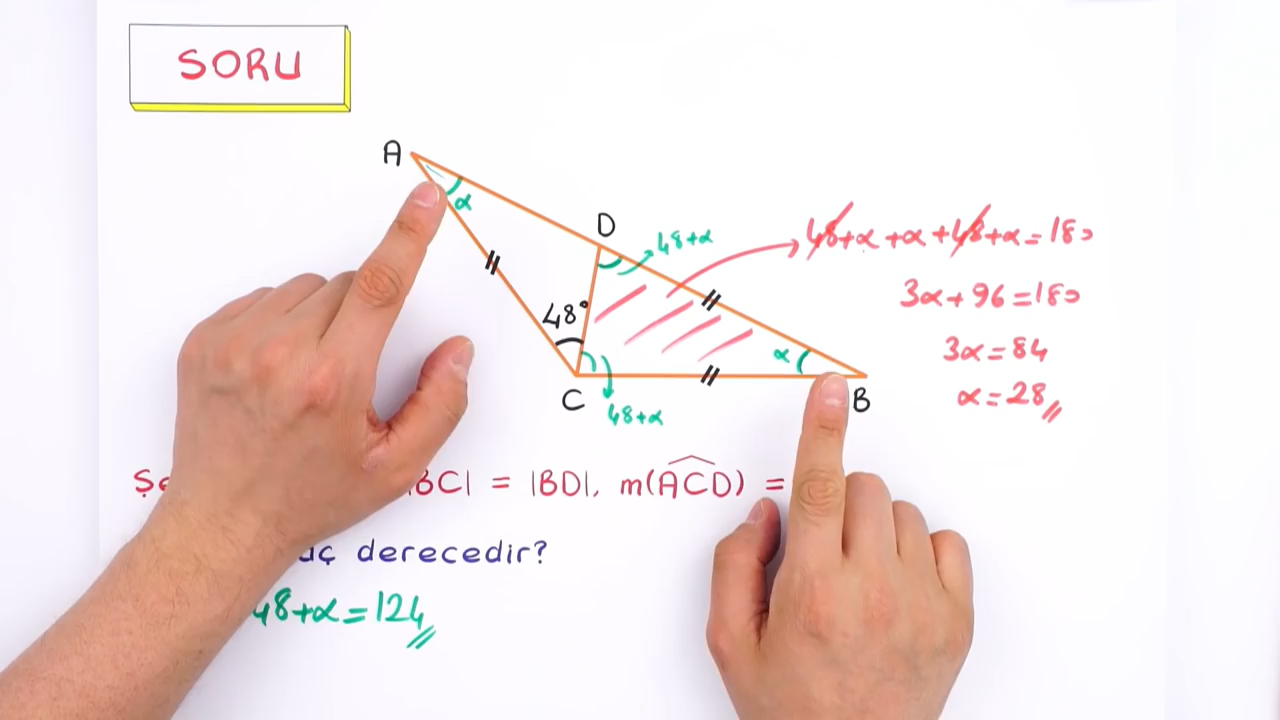 SORU
A
α
D
48+α
48+α+α+48+α=180
3α+96=180
48°
α
3α=84
α=28
C
B
48+α
|BC| = |BD|, m(ACD) =
derecedir?
48+α=124